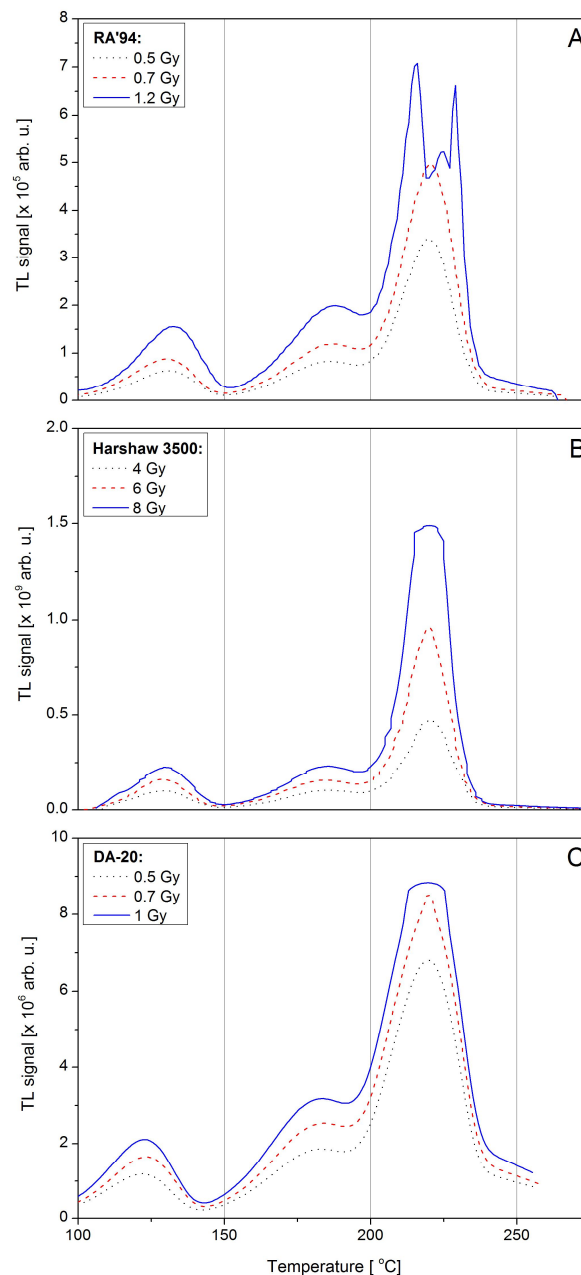 A
RA'94:
0.5 Gy
0.7 Gy
1.2 Gy
8
7
6
5
4
3
2
1
0
TL signal [x 10⁵ arb. u.]
B
Harshaw 3500:
4 Gy
6 Gy
8 Gy
2.0
1.5
1.0
0.5
0.0
TL signal [x 10⁹ arb. u.]
C
DA-20:
0.5 Gy
0.7 Gy
1 Gy
10
8
6
4
2
0
TL signal [x 10⁶ arb. u.]
100 150 200 250
Temperature [ °C]